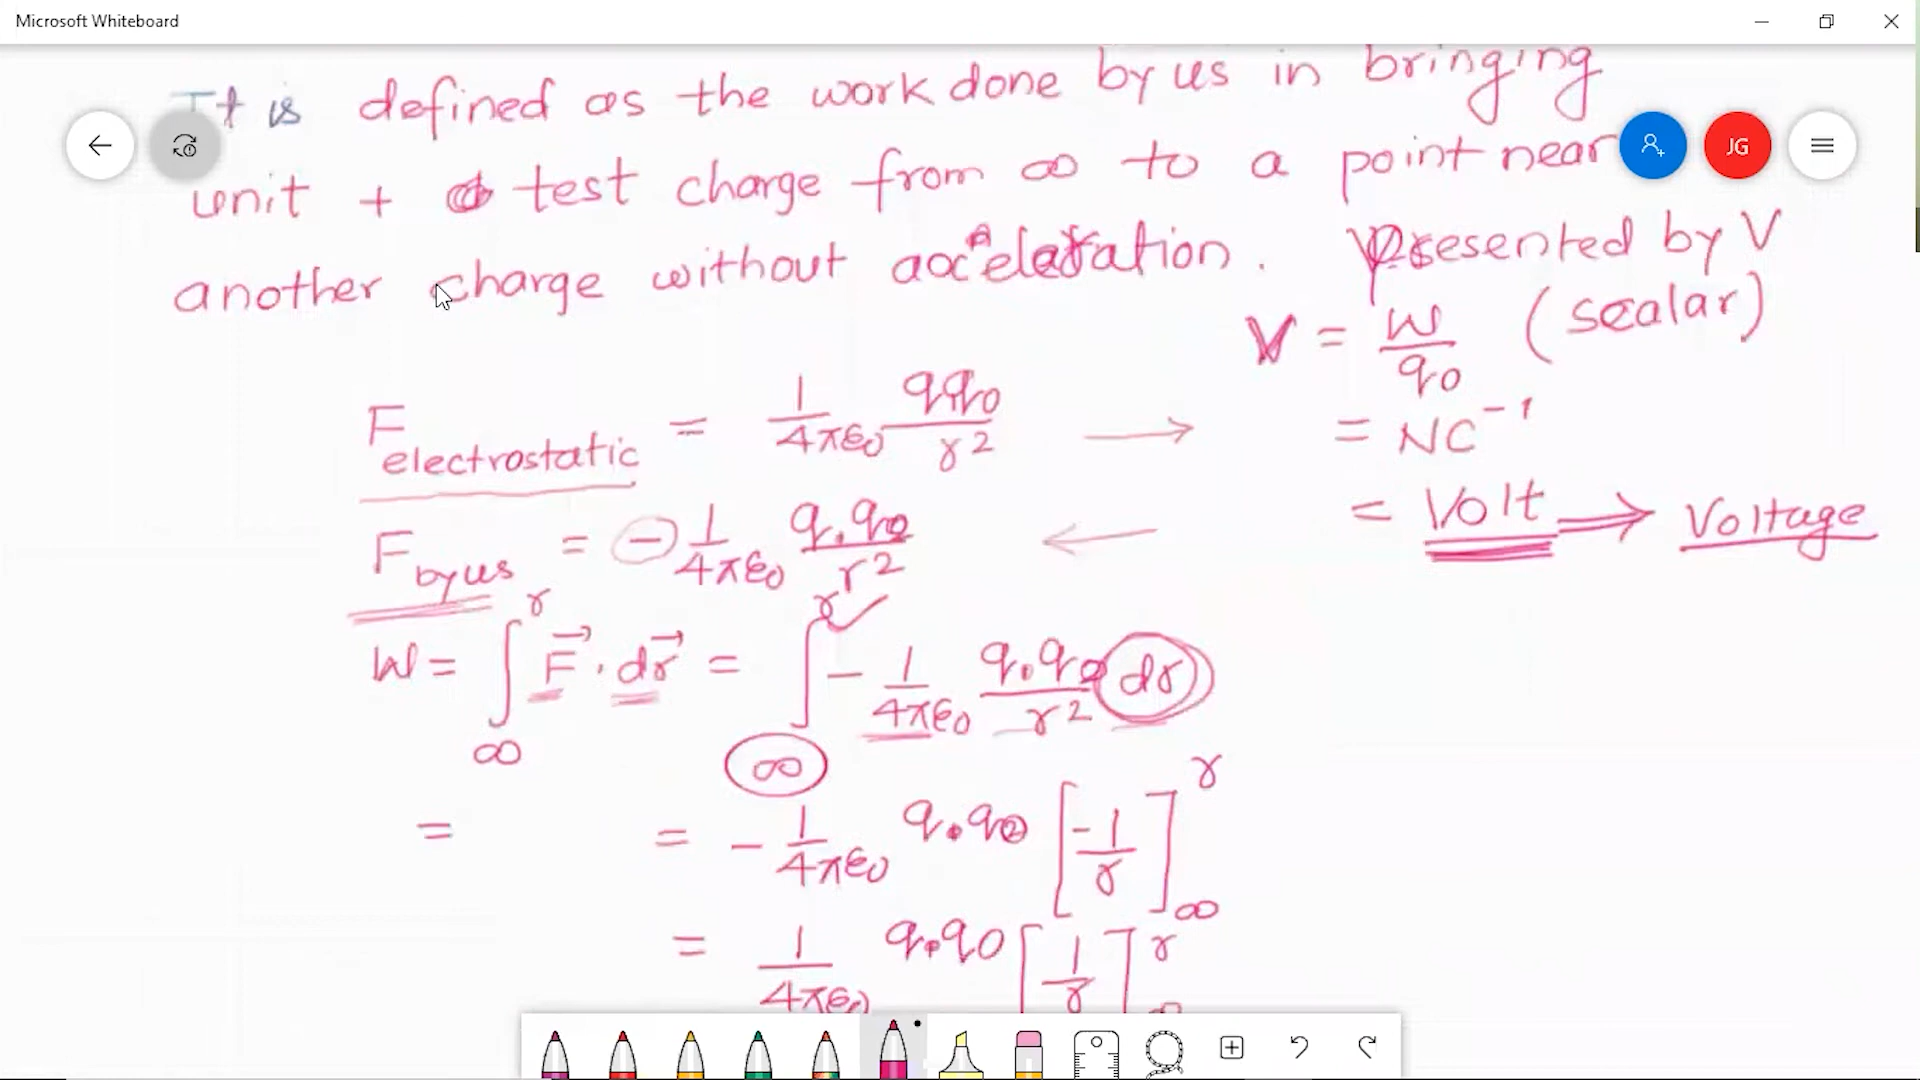 Microsoft Whiteboard
It is defined as the work done by us in bringing
unit + test charge from ∞ to a point near
JG
another charge without acceleration. Presented by V
V = W/q0 (scalar)
= NC⁻¹
= Volt ⟹ Voltage
F electrostatic = 1/4πε0 qq0/r² →
F by us = - 1/4πε0 q.q0/r² ←
W = ∫∞^r F⃗ . dr⃗ = ∫∞^r - 1/4πε0 q.q0/r² dr
= = - 1/4πε0 q.q0 [-1/r]∞^r
= 1/4πε0 q.q0 [1/r]∞^r